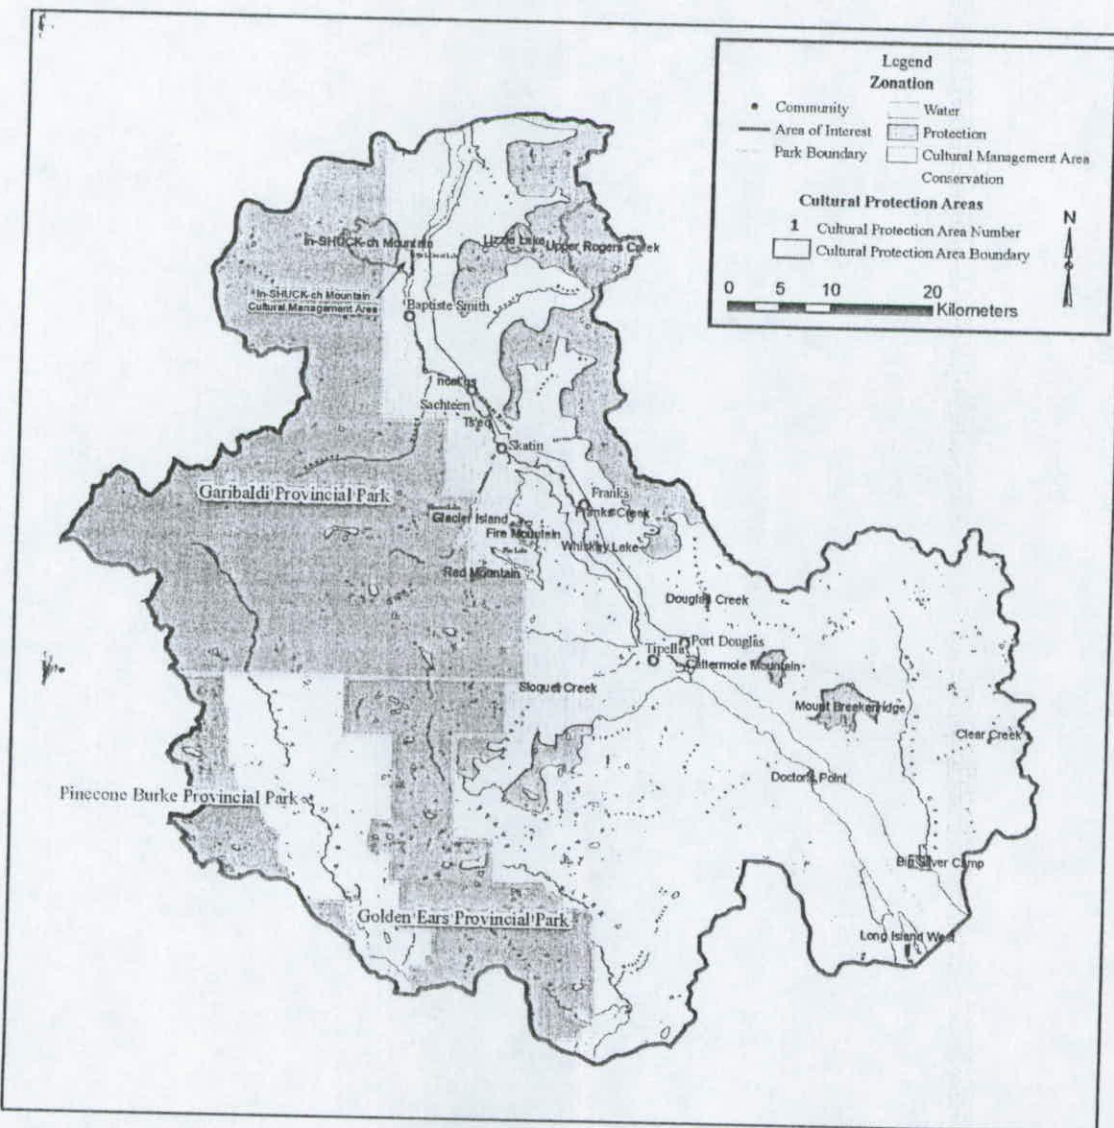 Legend
Zonation
Community
Water
Area of Interest
Protection
Park Boundary
Cultural Management Area
Conservation
Cultural Protection Areas
1 Cultural Protection Area Number
Cultural Protection Area Boundary
N
0 5 10 20
Kilometers
In-SHUCK-ch Mountain
Lizzie Lake
Upper Rogers Creek
In-SHUCK-ch Mountain
Cultural Management Area
Baptiste Smith
Sachteen
Skatin
Garibaldi Provincial Park
Franks
Franks Creek
Glacier Island
Fire Mountain
Whiskey Lake
Red Mountain
Douglas Creek
Port Douglas
Tipella
Mountain
Sloquet Creek
Mount Breekenridge
Clear Creek
Doctors Point
Pinecone Burke Provincial Park
Big Silver Camp
Golden Ears Provincial Park
Long Island West